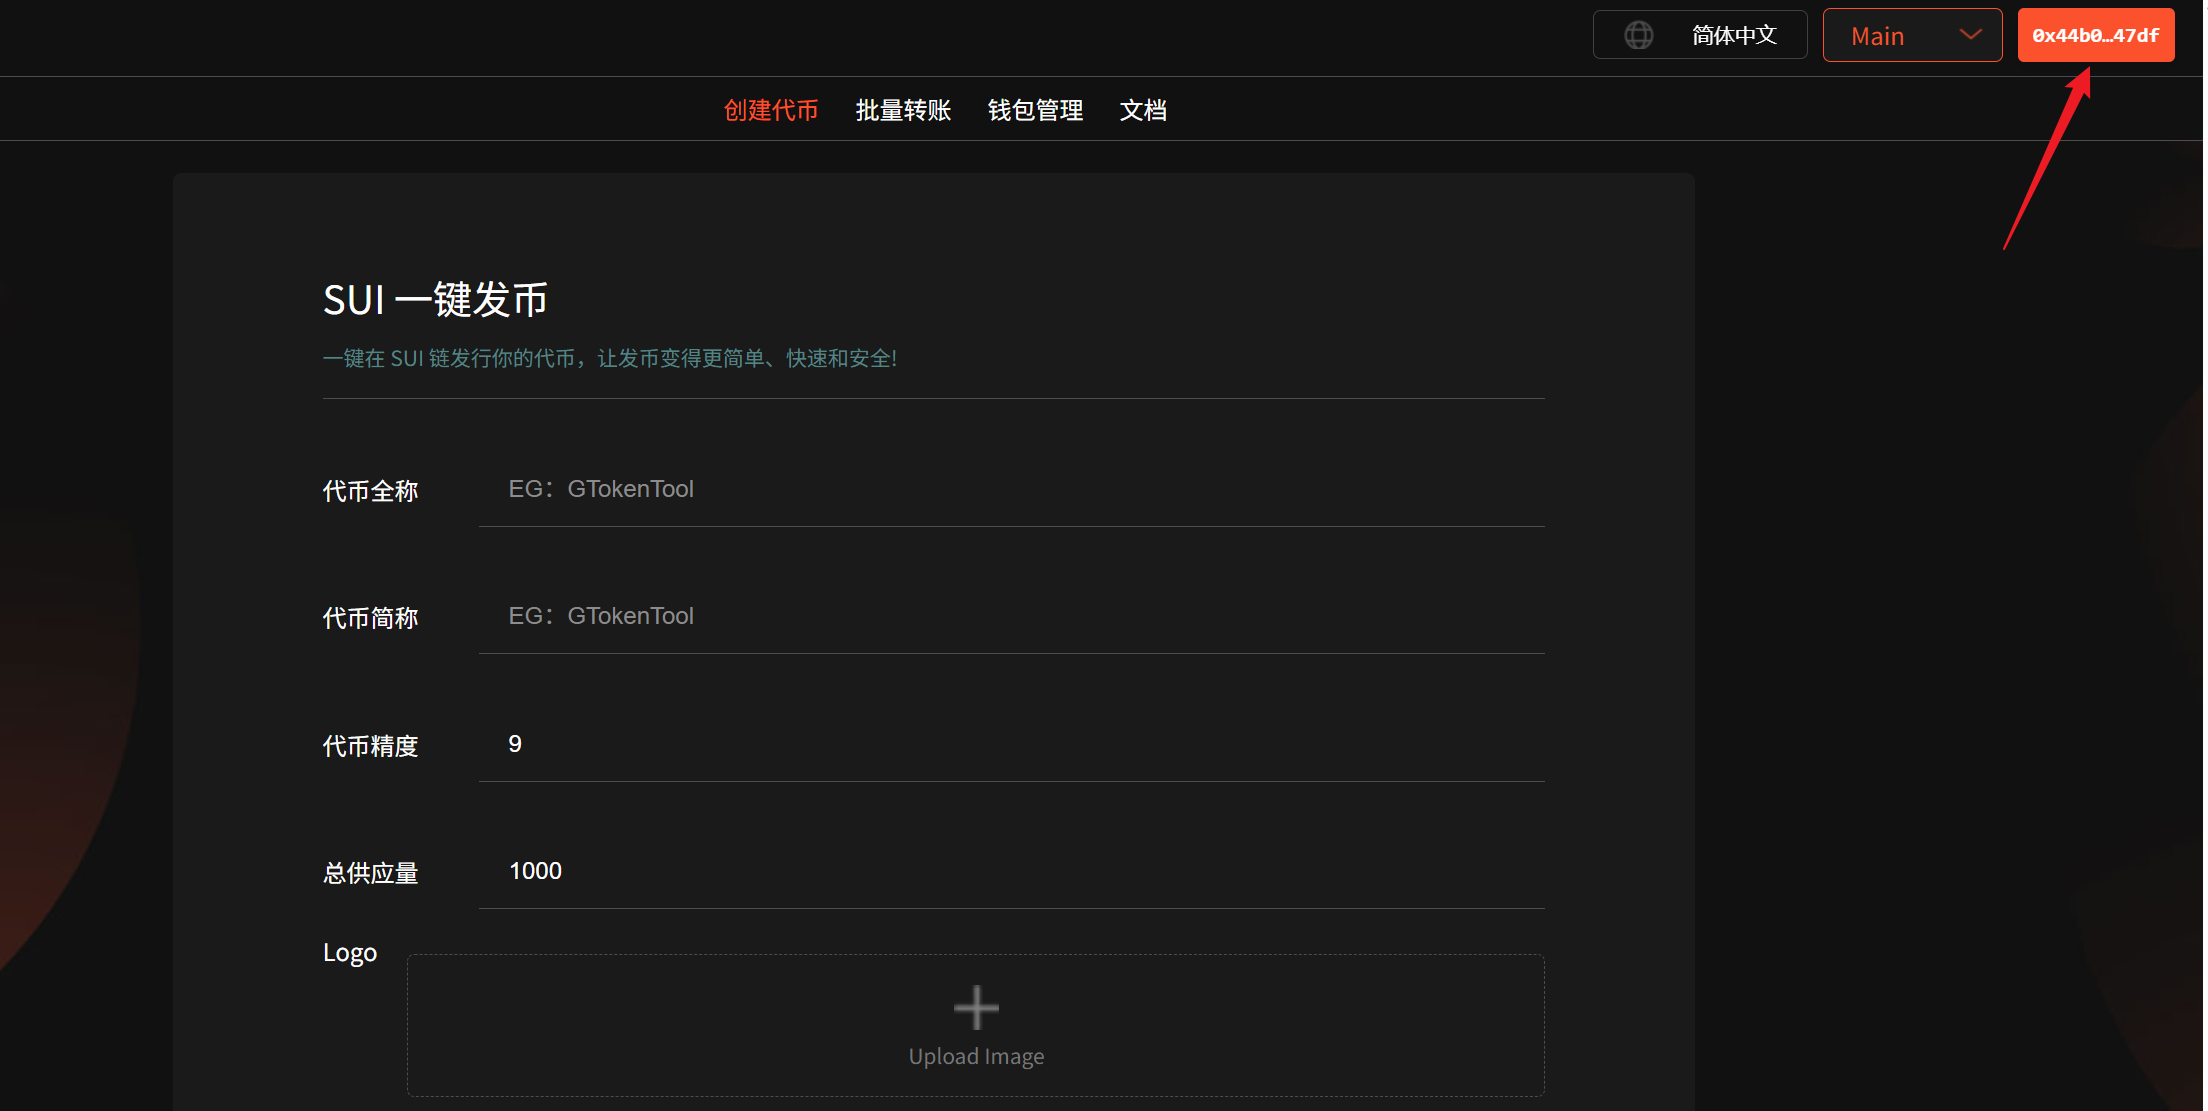 简体中文
Main
0x44b0…47df
创建代币 批量转账 钱包管理 文档
SUI 一键发币
一键在 SUI 链发行你的代币，让发币变得更简单、快速和安全!
代币全称 EG：GTokenTool
代币简称 EG：GTokenTool
代币精度 9
总供应量 1000
Logo
Upload Image